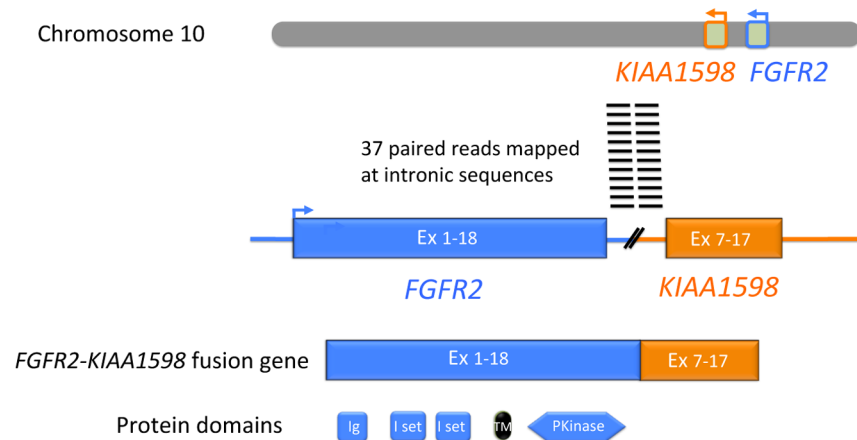 Chromosome 10
KIAA1598 FGFR2
37 paired reads mapped
at intronic sequences
Ex 1-18 Ex 7-17
FGFR2 KIAA1598
FGFR2-KIAA1598 fusion gene Ex 1-18 Ex 7-17
Protein domains Ig I set I set TM PKinase